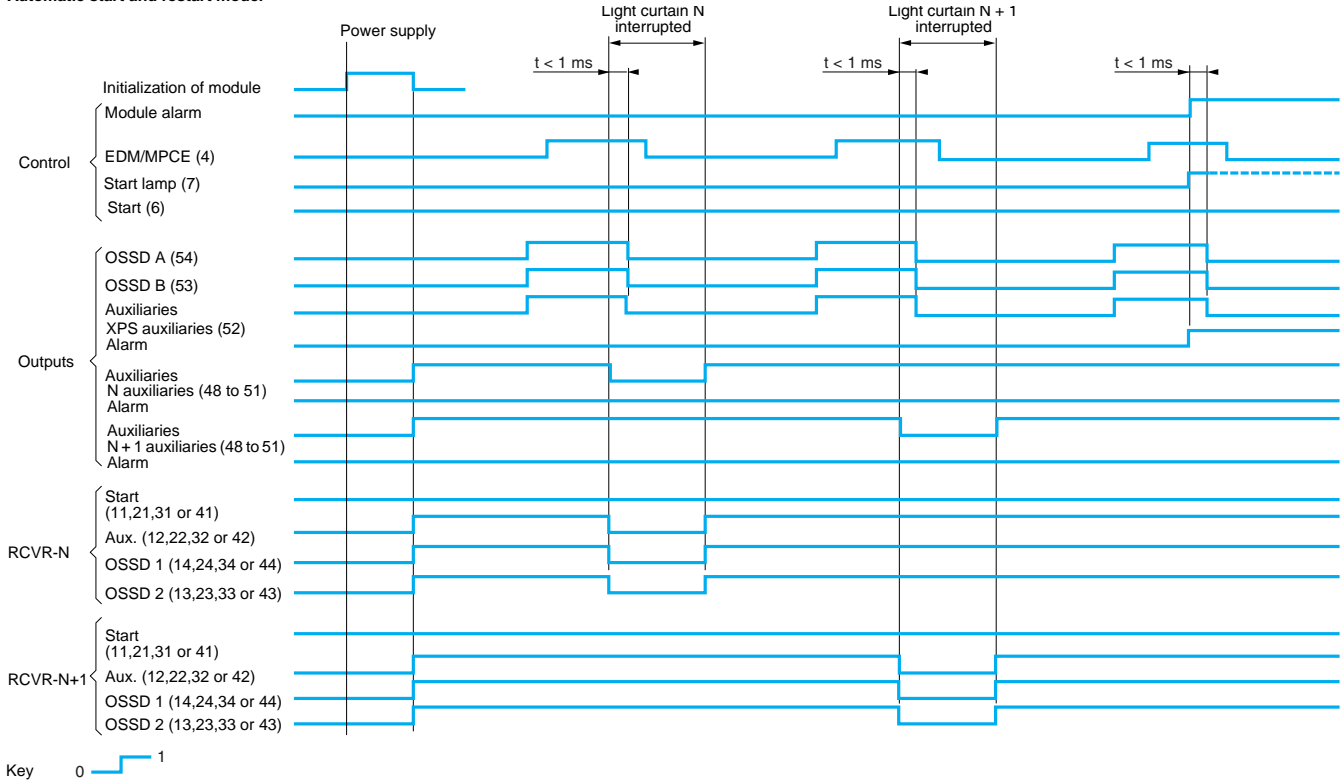 Automatic start and restart model
Light curtain N
interrupted
Light curtain N + 1
interrupted
Power supply
t < 1 ms
t < 1 ms
t < 1 ms
Initialization of module
Control
Module alarm
EDM/MPCE (4)
Start lamp (7)
Start (6)
Outputs
OSSD A (54)
OSSD B (53)
Auxiliaries
XPS auxiliaries (52)
Alarm
Auxiliaries
N auxiliaries (48 to 51)
Alarm
Auxiliaries
N + 1 auxiliaries (48 to 51)
Alarm
RCVR-N
Start
(11,21,31 or 41)
Aux. (12,22,32 or 42)
OSSD 1 (14,24,34 or 44)
OSSD 2 (13,23,33 or 43)
RCVR-N+1
Start
(11,21,31 or 41)
Aux. (12,22,32 or 42)
OSSD 1 (14,24,34 or 44)
OSSD 2 (13,23,33 or 43)
Key 0 1